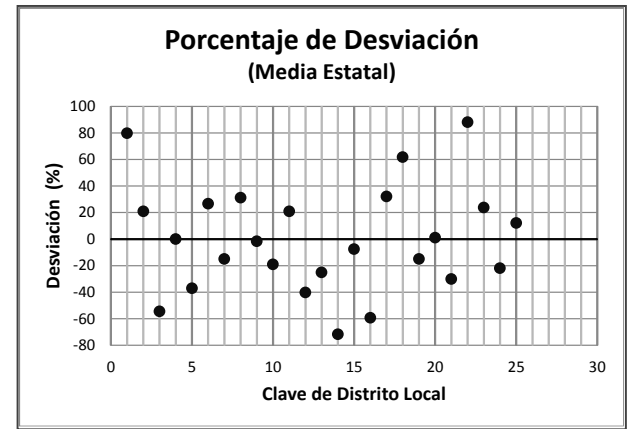 Porcentaje de Desviación
(Media Estatal)
Desviación (%)
100
80
60
40
20
0
-20
-40
-60
-80
0 5 10 15 20 25 30
Clave de Distrito Local